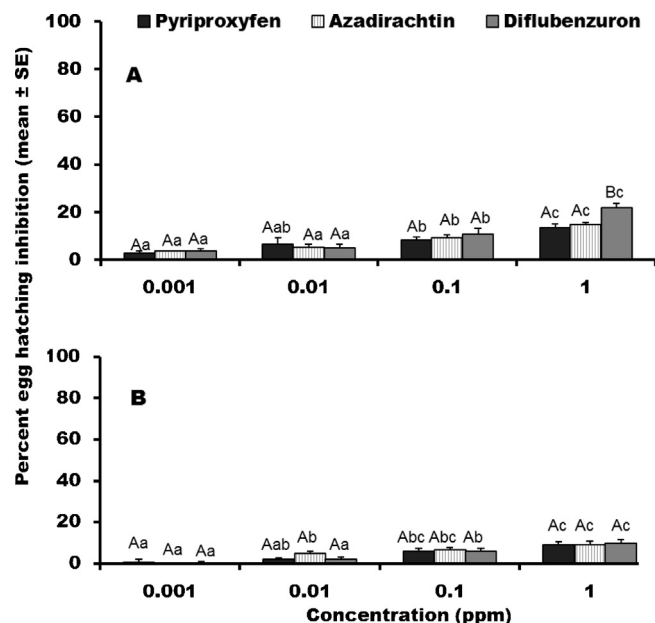 Percent egg hatching inhibition (mean ± SE)
Pyriproxyfen Azadirachtin Diflubenzuron
A
100
80
60
40
20
0
Aa Aa Aa
Aab Aa Aa
Ab Ab Ab
Ac Ac Bc
0.001 0.01 0.1 1
B
100
80
60
40
20
0
Aa Aa Aa
Aab Ab Aa
Abc Abc Ab
Ac Ac Ac
0.001 0.01 0.1 1
Concentration (ppm)